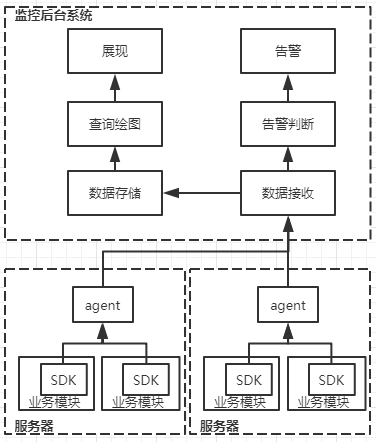 监控后台系统
展现
告警
查询绘图
告警判断
数据存储
数据接收
agent
agent
SDK
SDK
SDK
SDK
业务模块
业务模块
业务模块
业务模块
服务器
服务器